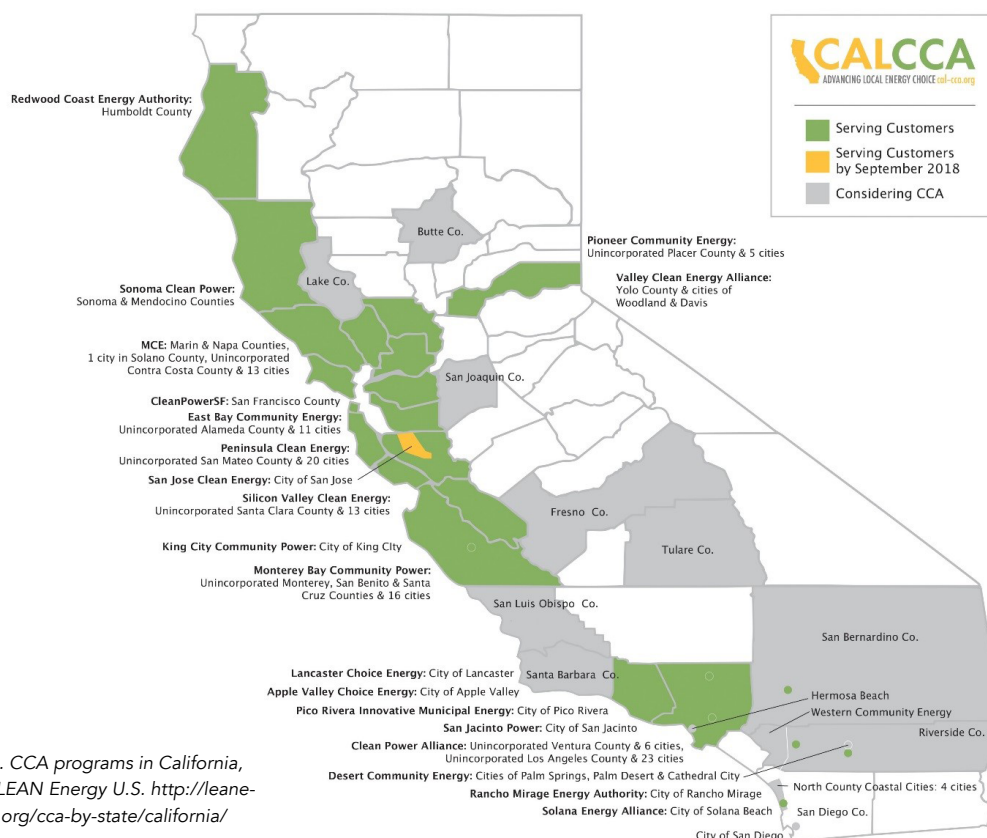 CALCCA
ADVANCING LOCAL ENERGY CHOICE cal-cca.org
Serving Customers
Serving Customers
by September 2018
Considering CCA
Redwood Coast Energy Authority:
Humboldt County
Butte Co.
Pioneer Community Energy:
Unincorporated Placer County & 5 cities
Lake Co.
Valley Clean Energy Alliance:
Yolo County & cities of
Woodland & Davis
Sonoma Clean Power:
Sonoma & Mendocino Counties
MCE: Marin & Napa Counties,
1 city in Solano County, Unincorporated
Contra Costa County & 13 cities
San Joaquin Co.
CleanPowerSF: San Francisco County
East Bay Community Energy:
Unincorporated Alameda County & 11 cities
Peninsula Clean Energy:
Unincorporated San Mateo County & 20 cities
San Jose Clean Energy: City of San Jose
Silicon Valley Clean Energy:
Unincorporated Santa Clara County & 13 cities
Fresno Co.
King City Community Power: City of King CIty
Tulare Co.
Monterey Bay Community Power:
Unincorporated Monterey, San Benito & Santa
Cruz Counties & 16 cities
San Luis Obispo Co.
San Bernardino Co.
Lancaster Choice Energy: City of Lancaster
Santa Barbara Co.
Apple Valley Choice Energy: City of Apple Valley
Hermosa Beach
Pico Rivera Innovative Municipal Energy: City of Pico Rivera
Western Community Energy
San Jacinto Power: City of San Jacinto
Riverside Co.
Clean Power Alliance: Unincorporated Ventura County & 6 cities,
Unincorporated Los Angeles County & 23 cities
Desert Community Energy: Cities of Palm Springs, Palm Desert & Cathedral City
Rancho Mirage Energy Authority: City of Rancho Mirage
North County Coastal Cities: 4 cities
Solana Energy Alliance: City of Solana Beach
San Diego Co.
City of San Diego
. CCA programs in California,
LEAN Energy U.S. http://leane-
org/cca-by-state/california/